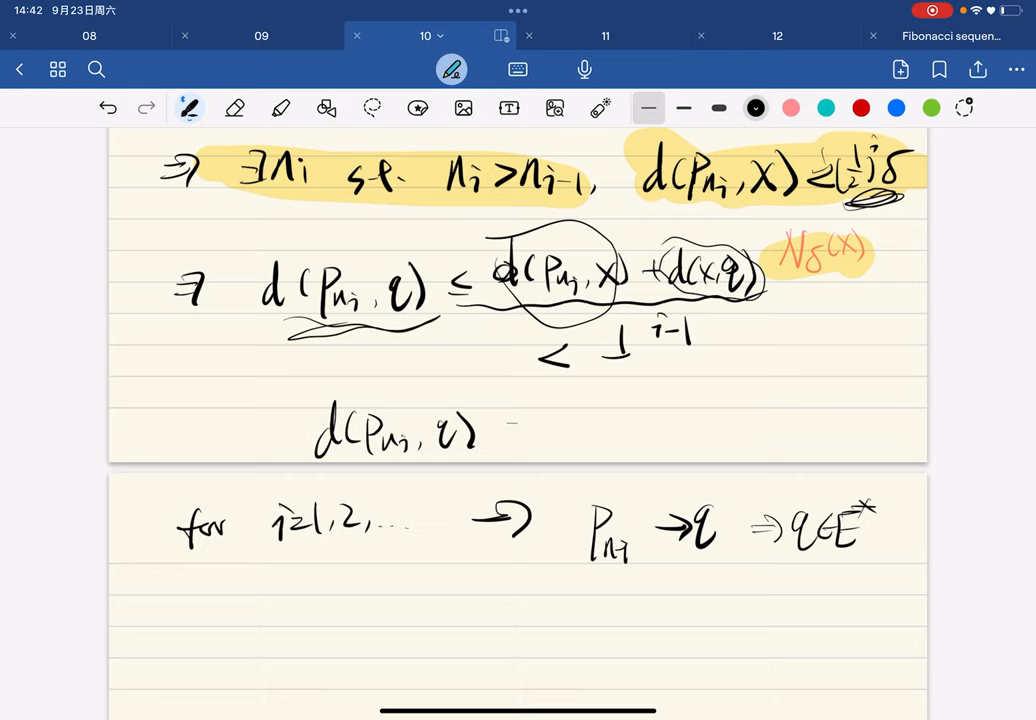 14:42 9月23日周六
08 09 10 11 12 Fibonacci sequen...
⇒ ∃ni s.t. ni > ni-1, d(Pni, x) ≤ (1/2)^i δ
Nδ(x)
⇒ d(Pni, q) ≤ d(Pni, x) + d(x, q)
< 1 i-1
d(Pni, q)
for i=1,2,... → Pni → q ⇒ q∈E*